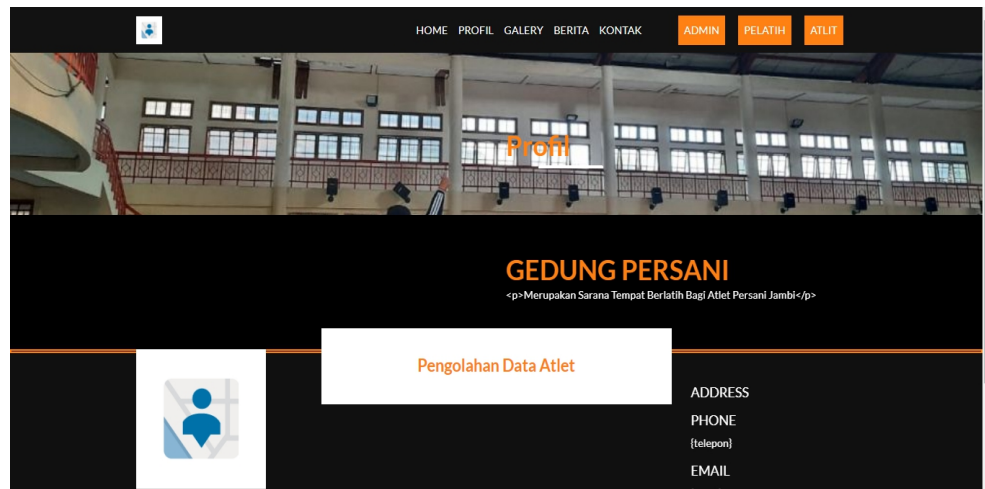 HOME PROFIL GALERY BERITA KONTAK ADMIN PELATIH ATLIT
Profil
GEDUNG PERSANI
<p>Merupakan Sarana Tempat Berlatih Bagi Atlet Persani Jambi</p>
Pengolahan Data Atlet
ADDRESS
PHONE
{telepon}
EMAIL